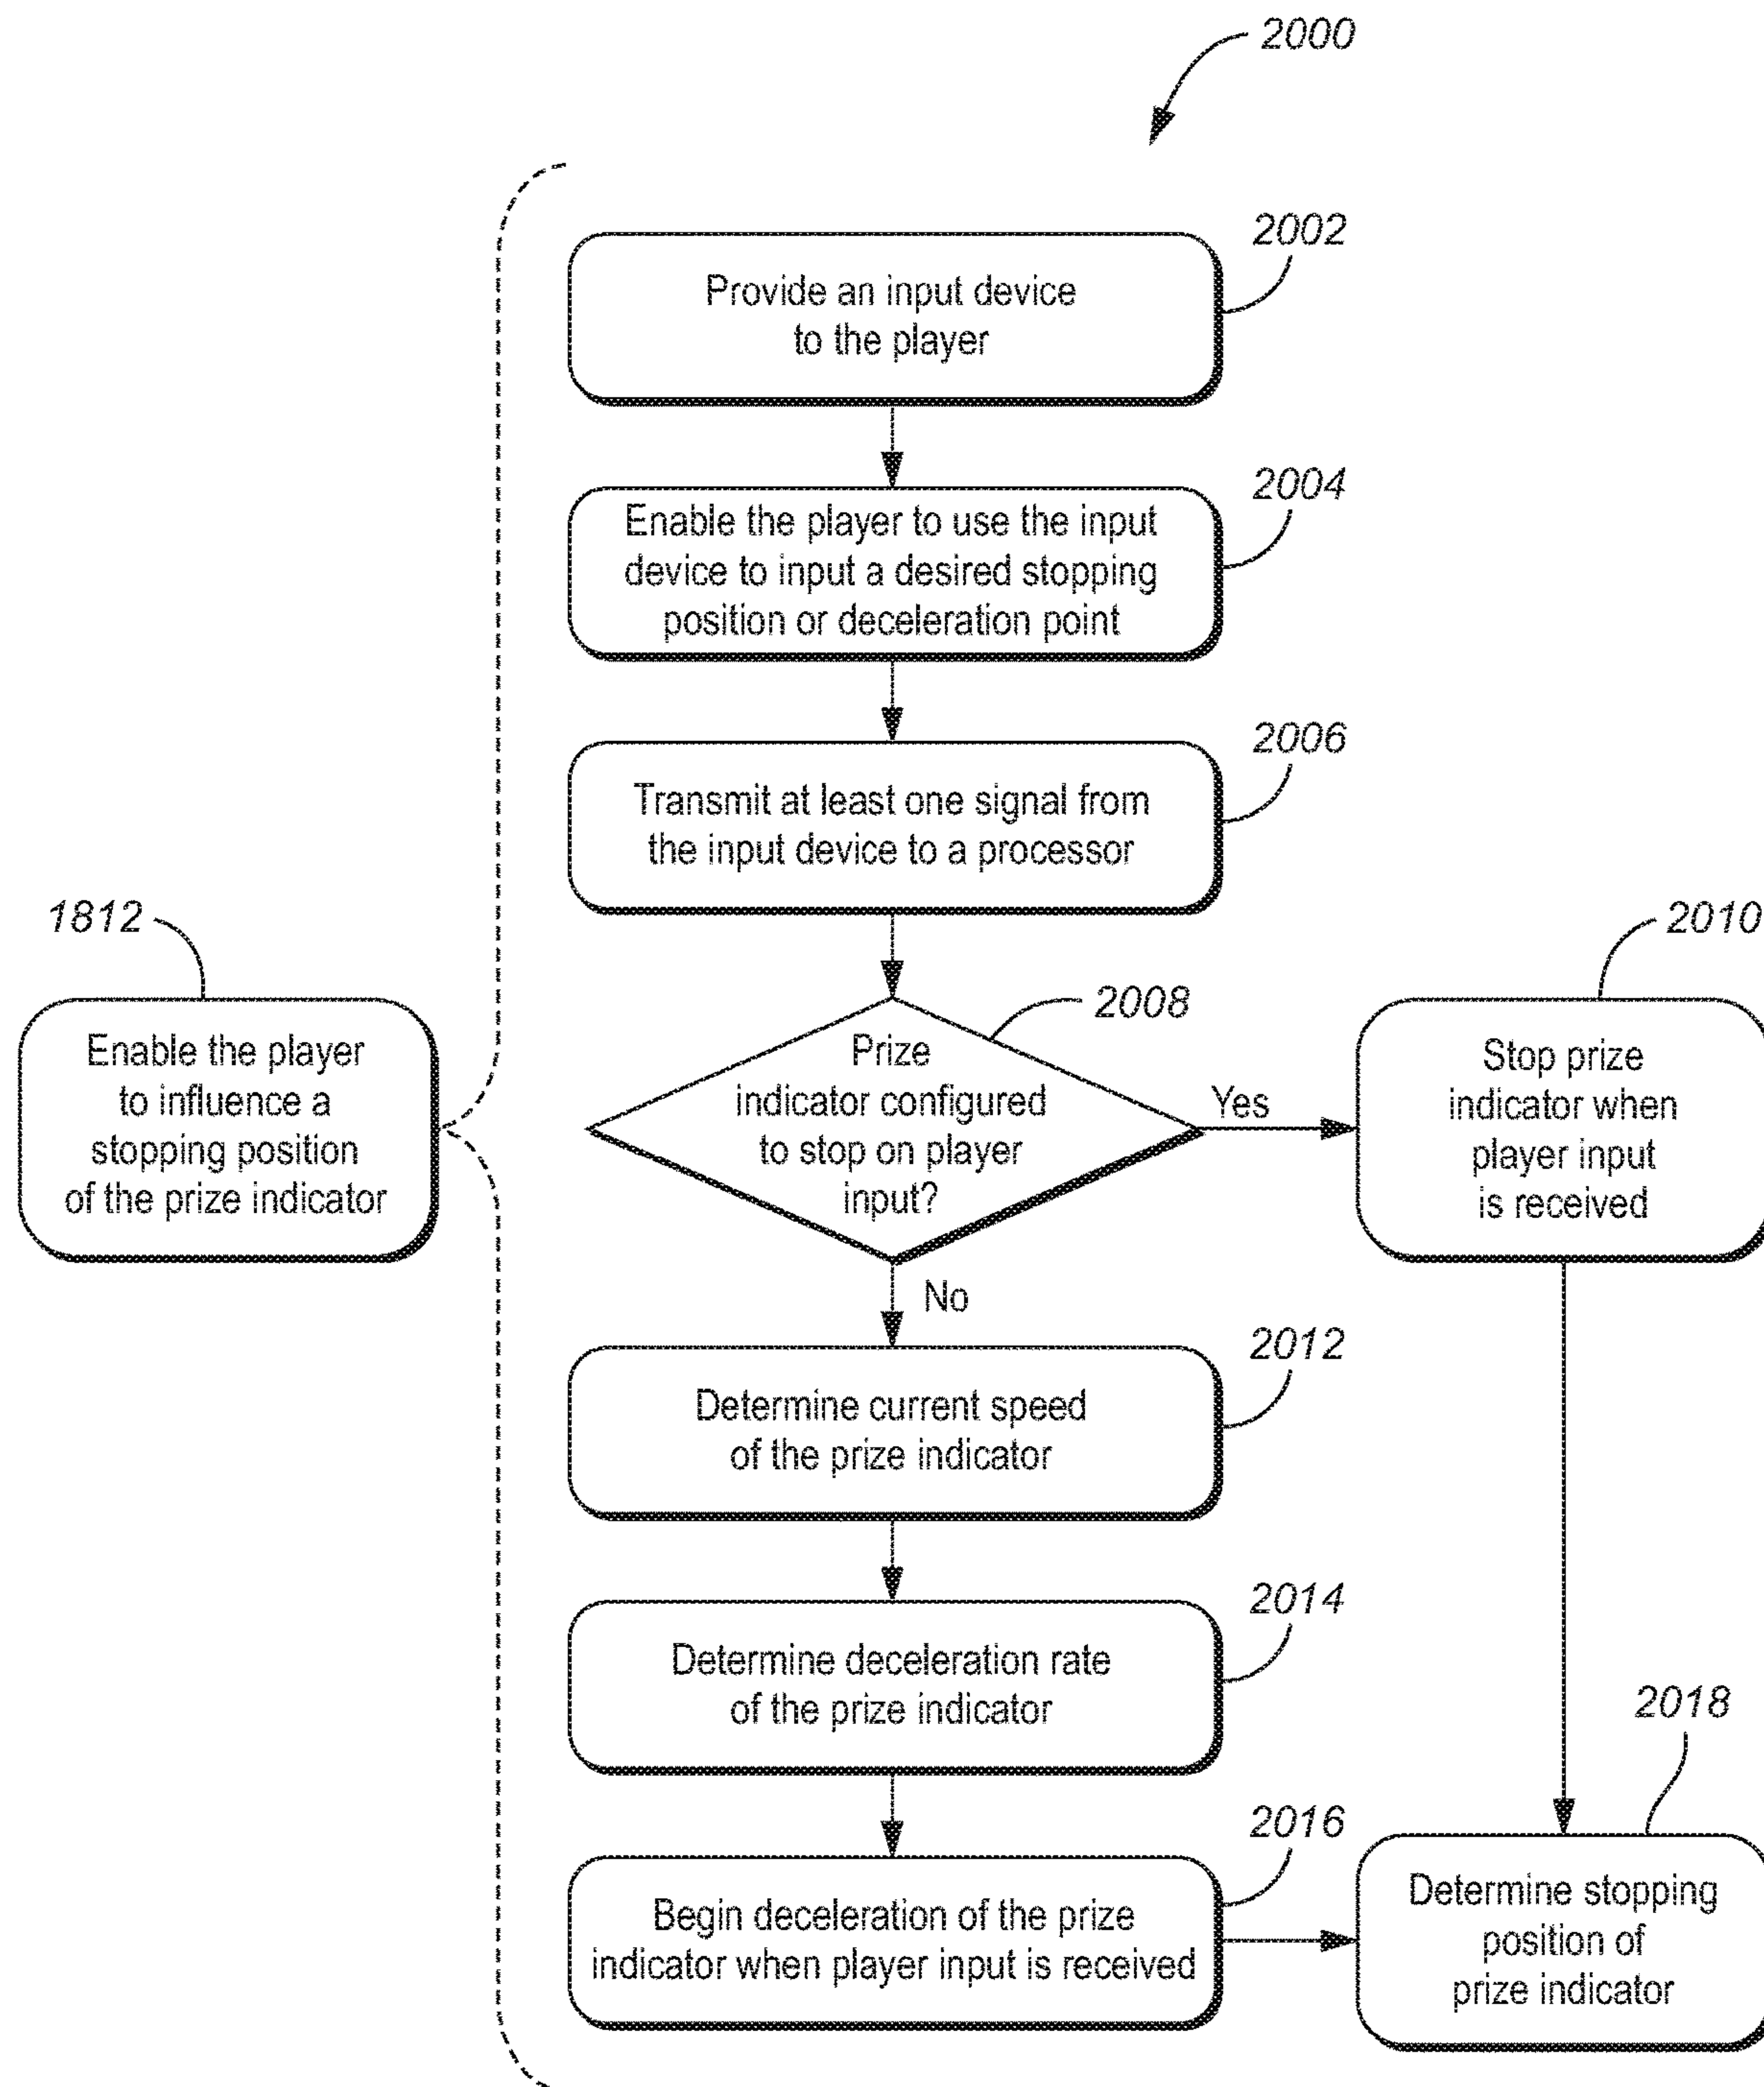 2000
2002
Provide an input device
to the player
2004
Enable the player to use the input
device to input a desired stopping
position or deceleration point
2006
Transmit at least one signal from
the input device to a processor
1812
Enable the player
to influence a
stopping position
of the prize indicator
2008
Prize
indicator configured
to stop on player
input?
Yes
2010
Stop prize
indicator when
player input
is received
No
2012
Determine current speed
of the prize indicator
2014
Determine deceleration rate
of the prize indicator
2016
Begin deceleration of the prize
indicator when player input is received
2018
Determine stopping
position of
prize indicator